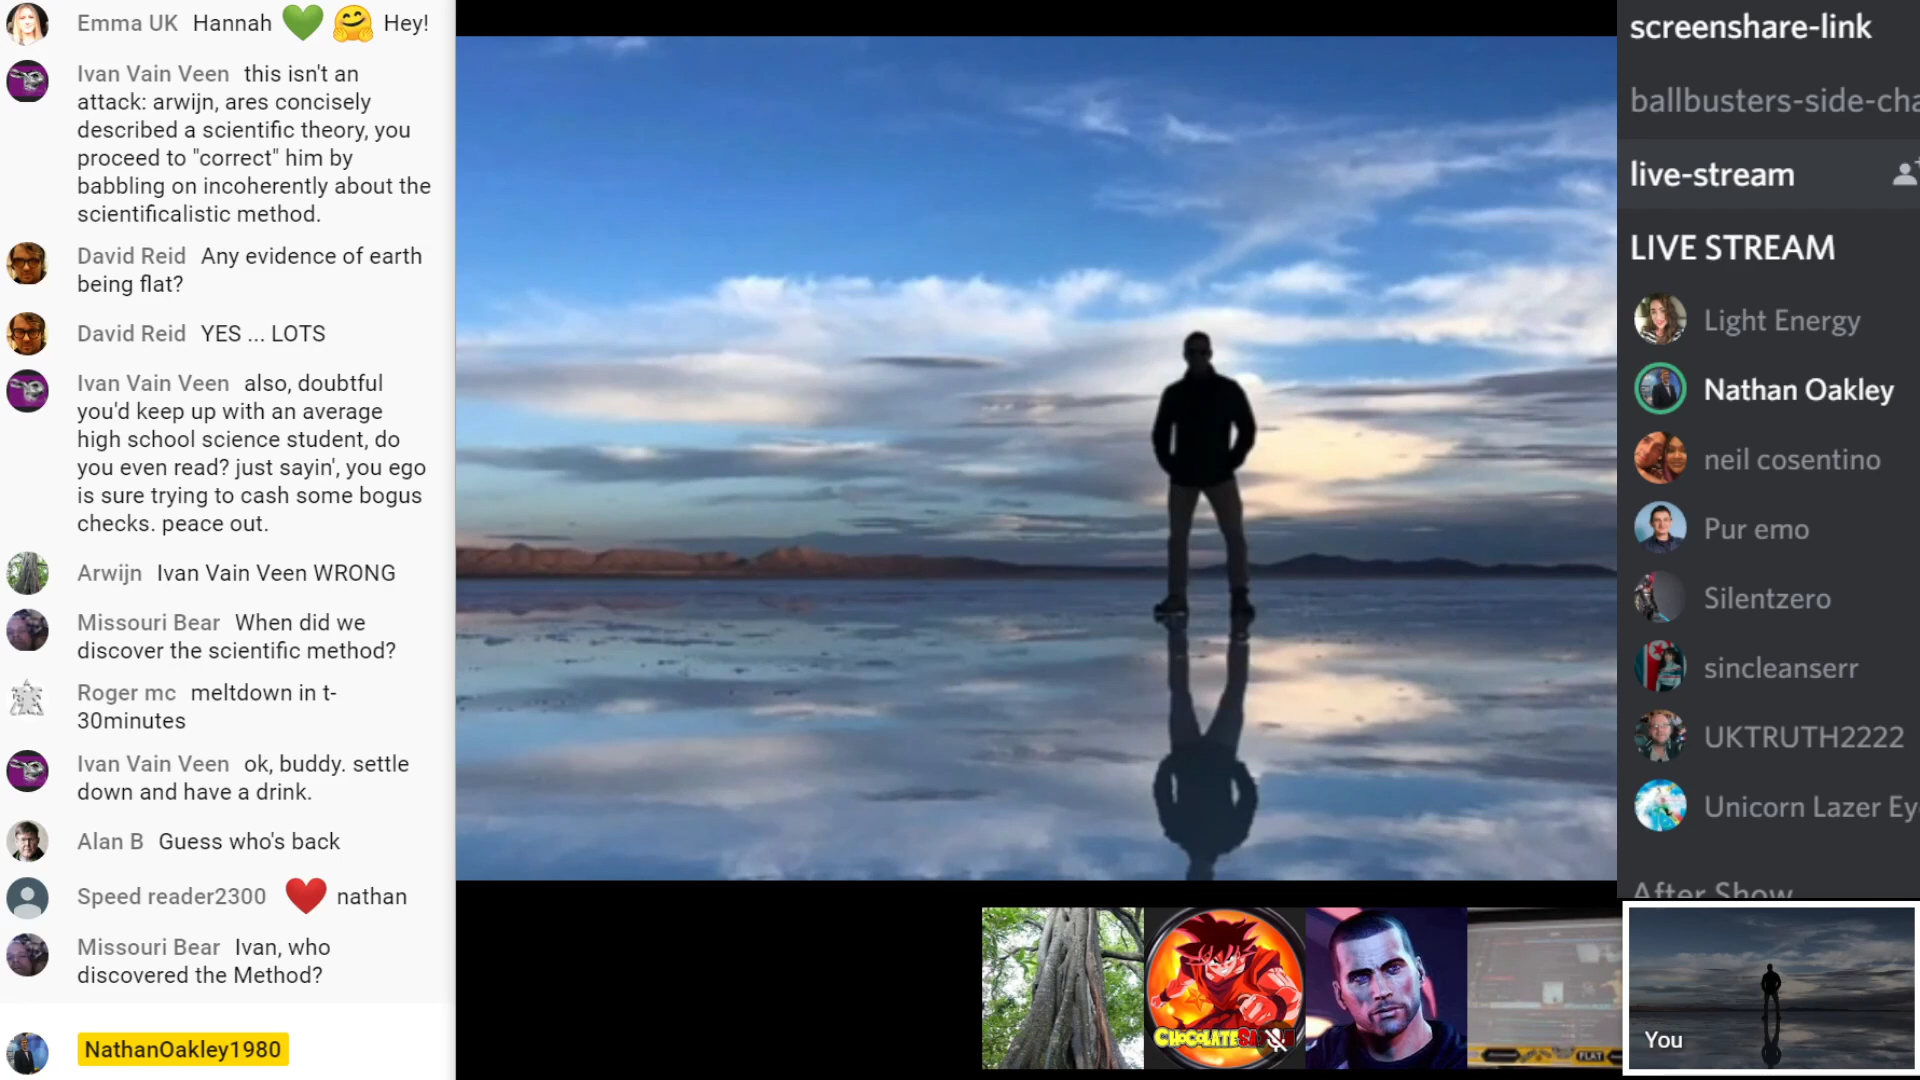 Emma UK Hannah 💚 🤗 Hey!
Ivan Vain Veen this isn't an
attack: arwijn, ares concisely
described a scientific theory, you
proceed to "correct" him by
babbling on incoherently about the
scientificalistic method.
David Reid Any evidence of earth
being flat?
David Reid YES ... LOTS
Ivan Vain Veen also, doubtful
you'd keep up with an average
high school science student, do
you even read? just sayin', you ego
is sure trying to cash some bogus
checks. peace out.
Arwijn Ivan Vain Veen WRONG
Missouri Bear When did we
discover the scientific method?
Roger mc meltdown in t-
30minutes
Ivan Vain Veen ok, buddy. settle
down and have a drink.
Alan B Guess who's back
Speed reader2300 ❤️ nathan
Missouri Bear Ivan, who
discovered the Method?
NathanOakley1980
screenshare-link
ballbusters-side-cha
live-stream
LIVE STREAM
Light Energy
Nathan Oakley
neil cosentino
Pur emo
Silentzero
sincleanserr
UKTRUTH2222
Unicorn Lazer Ey
After Show
CHOCOLATE
FLAT
You